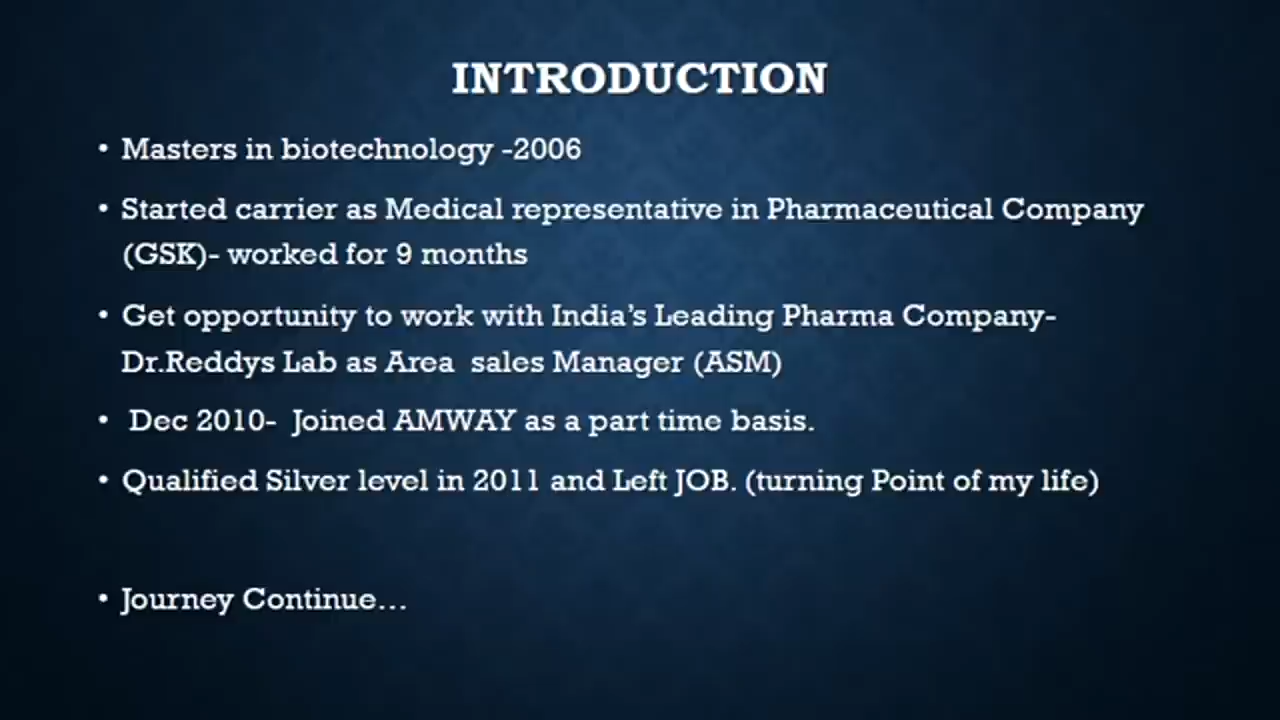 INTRODUCTION
• Masters in biotechnology -2006
• Started carrier as Medical representative in Pharmaceutical Company
(GSK)- worked for 9 months
• Get opportunity to work with India's Leading Pharma Company-
Dr.Reddys Lab as Area sales Manager (ASM)
• Dec 2010- Joined AMWAY as a part time basis.
• Qualified Silver level in 2011 and Left JOB. (turning Point of my life)
• Journey Continue...